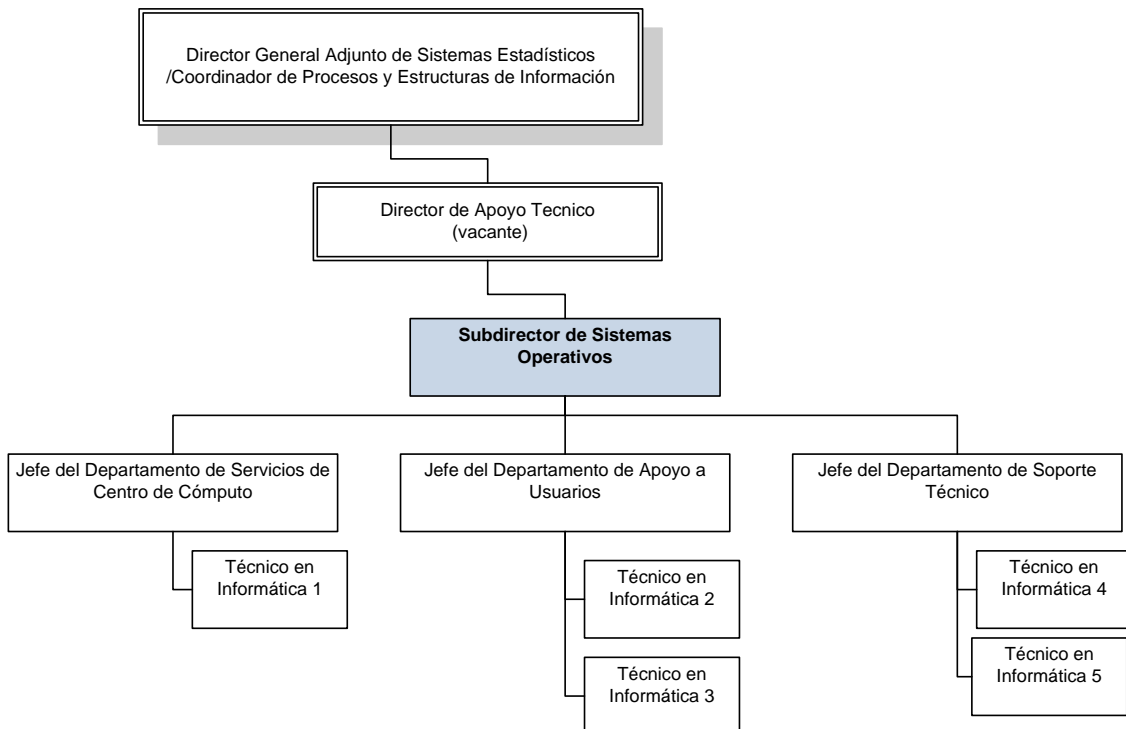 Director General Adjunto de Sistemas Estadísticos
/Coordinador de Procesos y Estructuras de Información
Director de Apoyo Tecnico
(vacante)
Subdirector de Sistemas
Operativos
Jefe del Departamento de Servicios de
Centro de Cómputo
Jefe del Departamento de Apoyo a
Usuarios
Jefe del Departamento de Soporte
Técnico
Técnico en
Informática 1
Técnico en
Informática 2
Técnico en
Informática 3
Técnico en
Informática 4
Técnico en
Informática 5